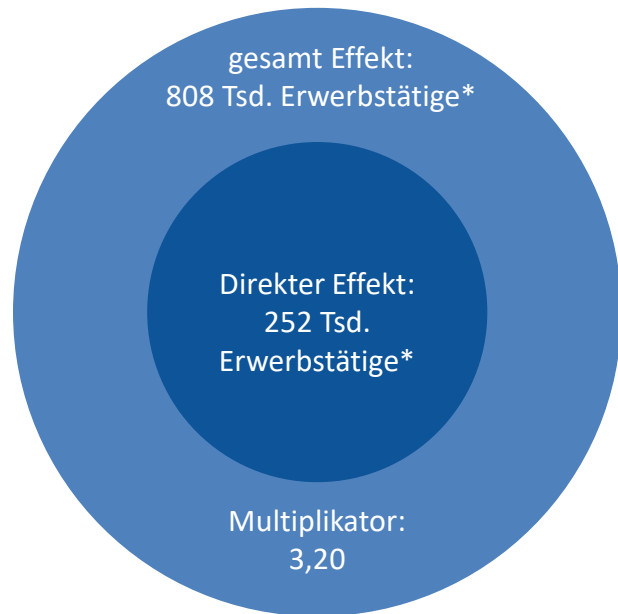 gesamt Effekt:
808 Tsd. Erwerbstätige*
Direkter Effekt:
252 Tsd.
Erwerbstätige*
Multiplikator:
3,20